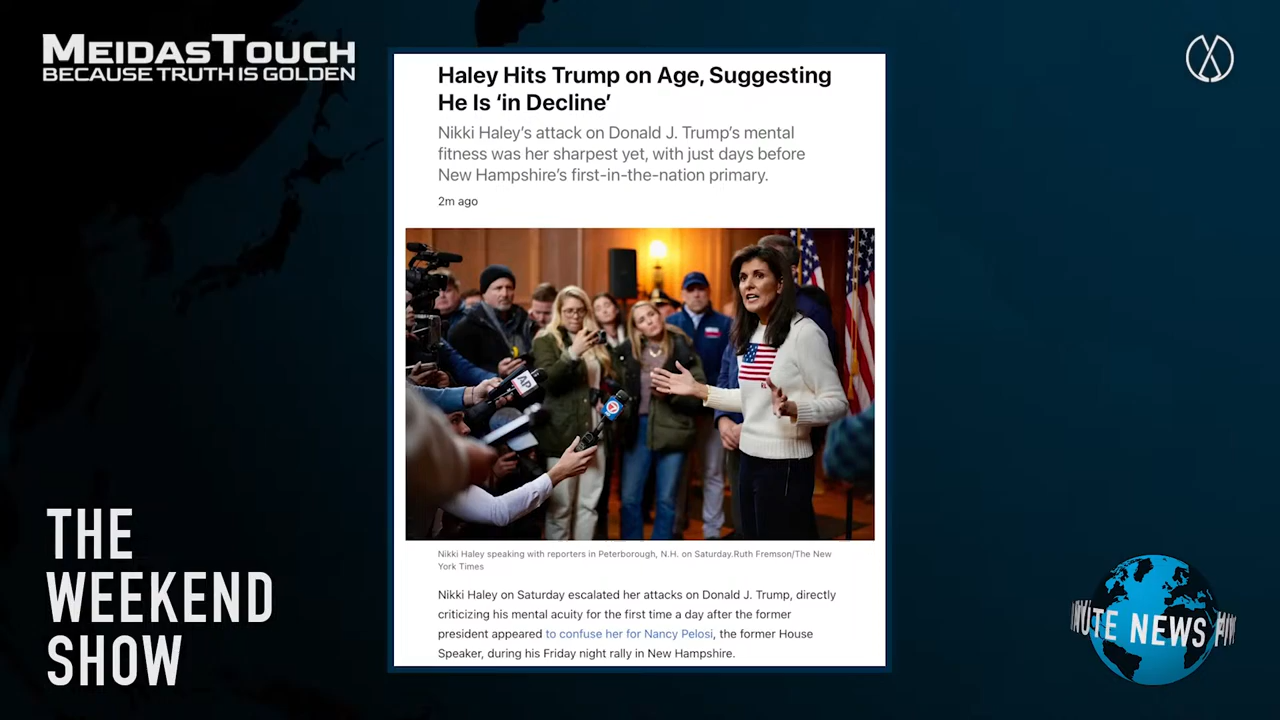 MEIDASTOUCH
BECAUSE TRUTH IS GOLDEN
Haley Hits Trump on Age, Suggesting
He Is ‘in Decline’
Nikki Haley’s attack on Donald J. Trump’s mental
fitness was her sharpest yet, with just days before
New Hampshire’s first-in-the-nation primary.
2m ago
AP
7
Nikki Haley speaking with reporters in Peterborough, N.H. on Saturday.Ruth Fremson/The New
York Times
Nikki Haley on Saturday escalated her attacks on Donald J. Trump, directly
criticizing his mental acuity for the first time a day after the former
president appeared to confuse her for Nancy Pelosi, the former House
Speaker, during his Friday night rally in New Hampshire.
THE
WEEKEND
SHOW
NEWS